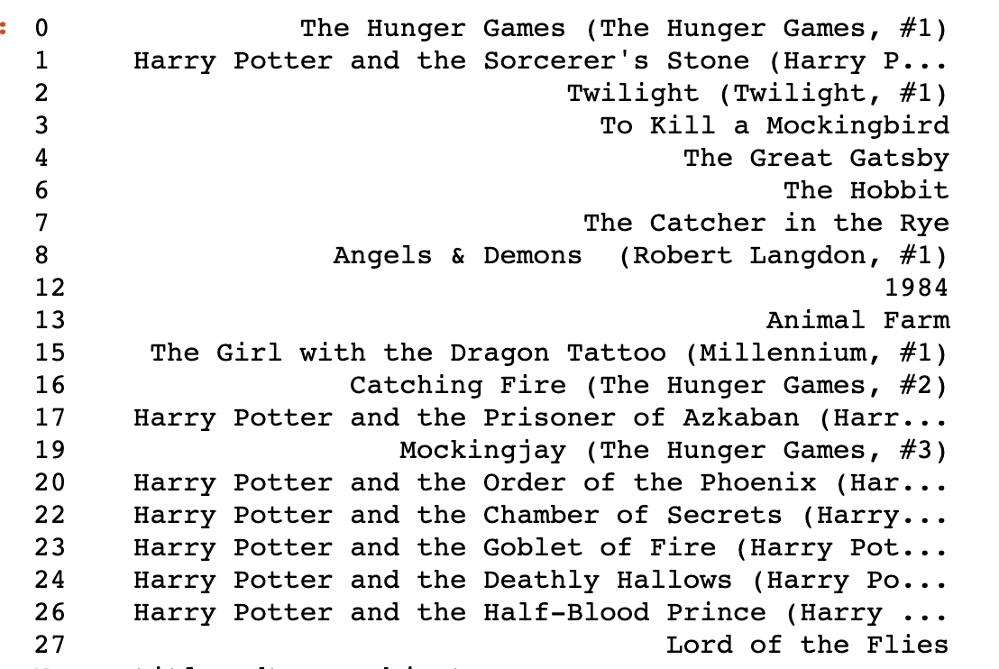 0 The Hunger Games (The Hunger Games, #1)
1 Harry Potter and the Sorcerer's Stone (Harry P...
2 Twilight (Twilight, #1)
3 To Kill a Mockingbird
4 The Great Gatsby
6 The Hobbit
7 The Catcher in the Rye
8 Angels & Demons  (Robert Langdon, #1)
12 1984
13 Animal Farm
15 The Girl with the Dragon Tattoo (Millennium, #1)
16 Catching Fire (The Hunger Games, #2)
17 Harry Potter and the Prisoner of Azkaban (Harr...
19 Mockingjay (The Hunger Games, #3)
20 Harry Potter and the Order of the Phoenix (Har...
22 Harry Potter and the Chamber of Secrets (Harry...
23 Harry Potter and the Goblet of Fire (Harry Pot...
24 Harry Potter and the Deathly Hallows (Harry Po...
26 Harry Potter and the Half-Blood Prince (Harry ...
27 Lord of the Flies